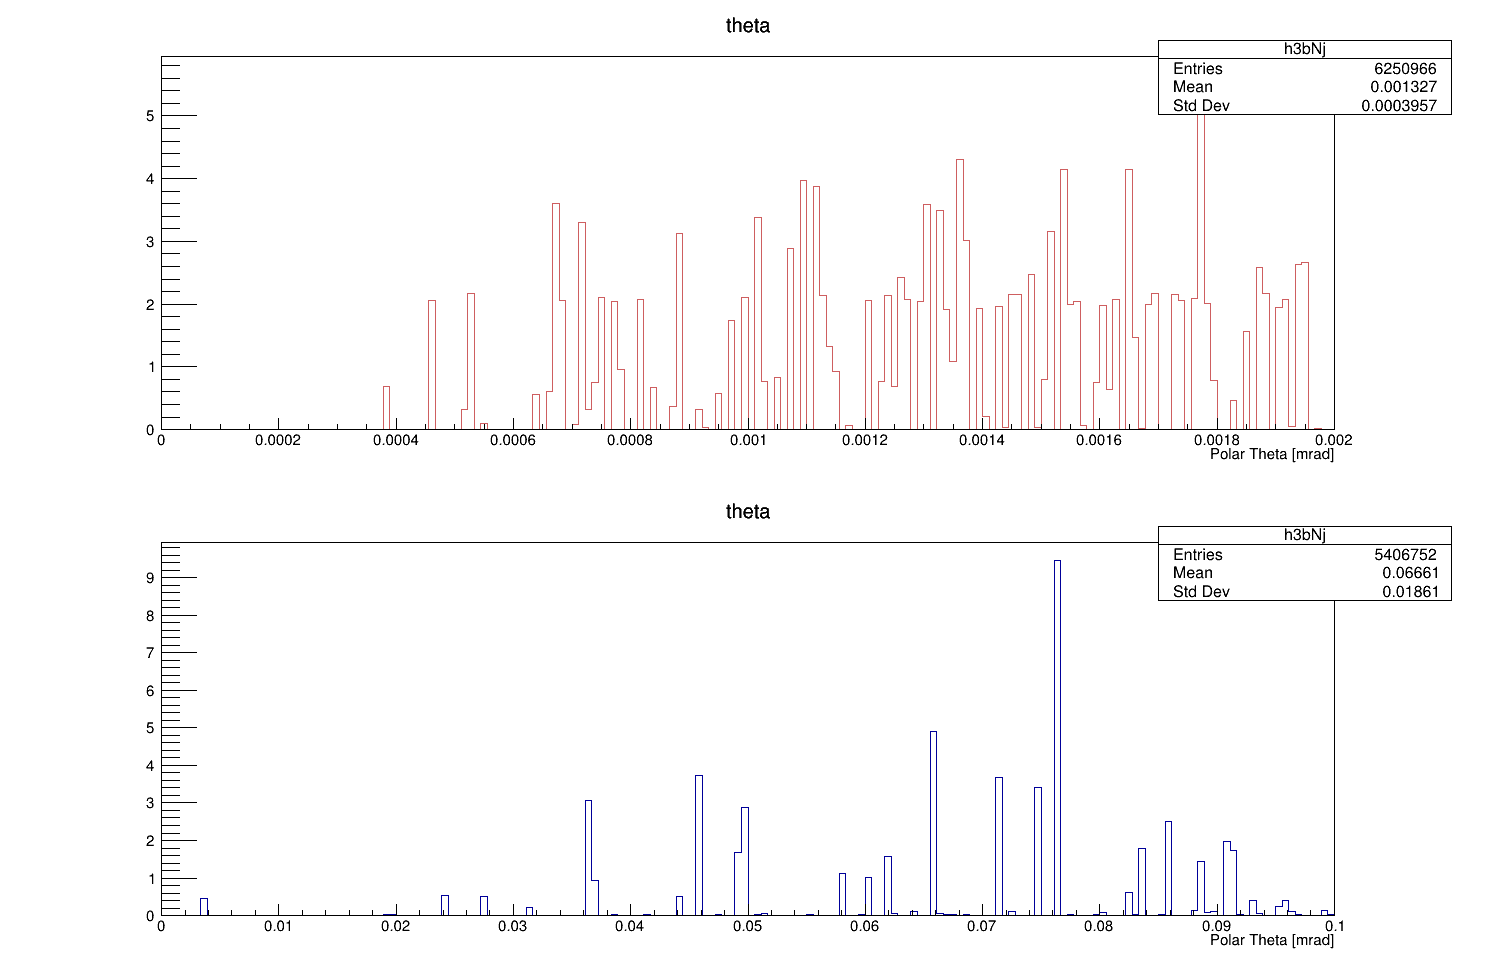 theta
h3bNj
Entries 6250966
Mean 0.001327
Std Dev 0.0003957
5
4
3
2
1
0
0 0.0002 0.0004 0.0006 0.0008 0.001 0.0012 0.0014 0.0016 0.0018 0.002
Polar Theta [mrad]
theta
h3bNj
Entries 5406752
Mean 0.06661
Std Dev 0.01861
9
8
7
6
5
4
3
2
1
0
0 0.01 0.02 0.03 0.04 0.05 0.06 0.07 0.08 0.09 0.1
Polar Theta [mrad]